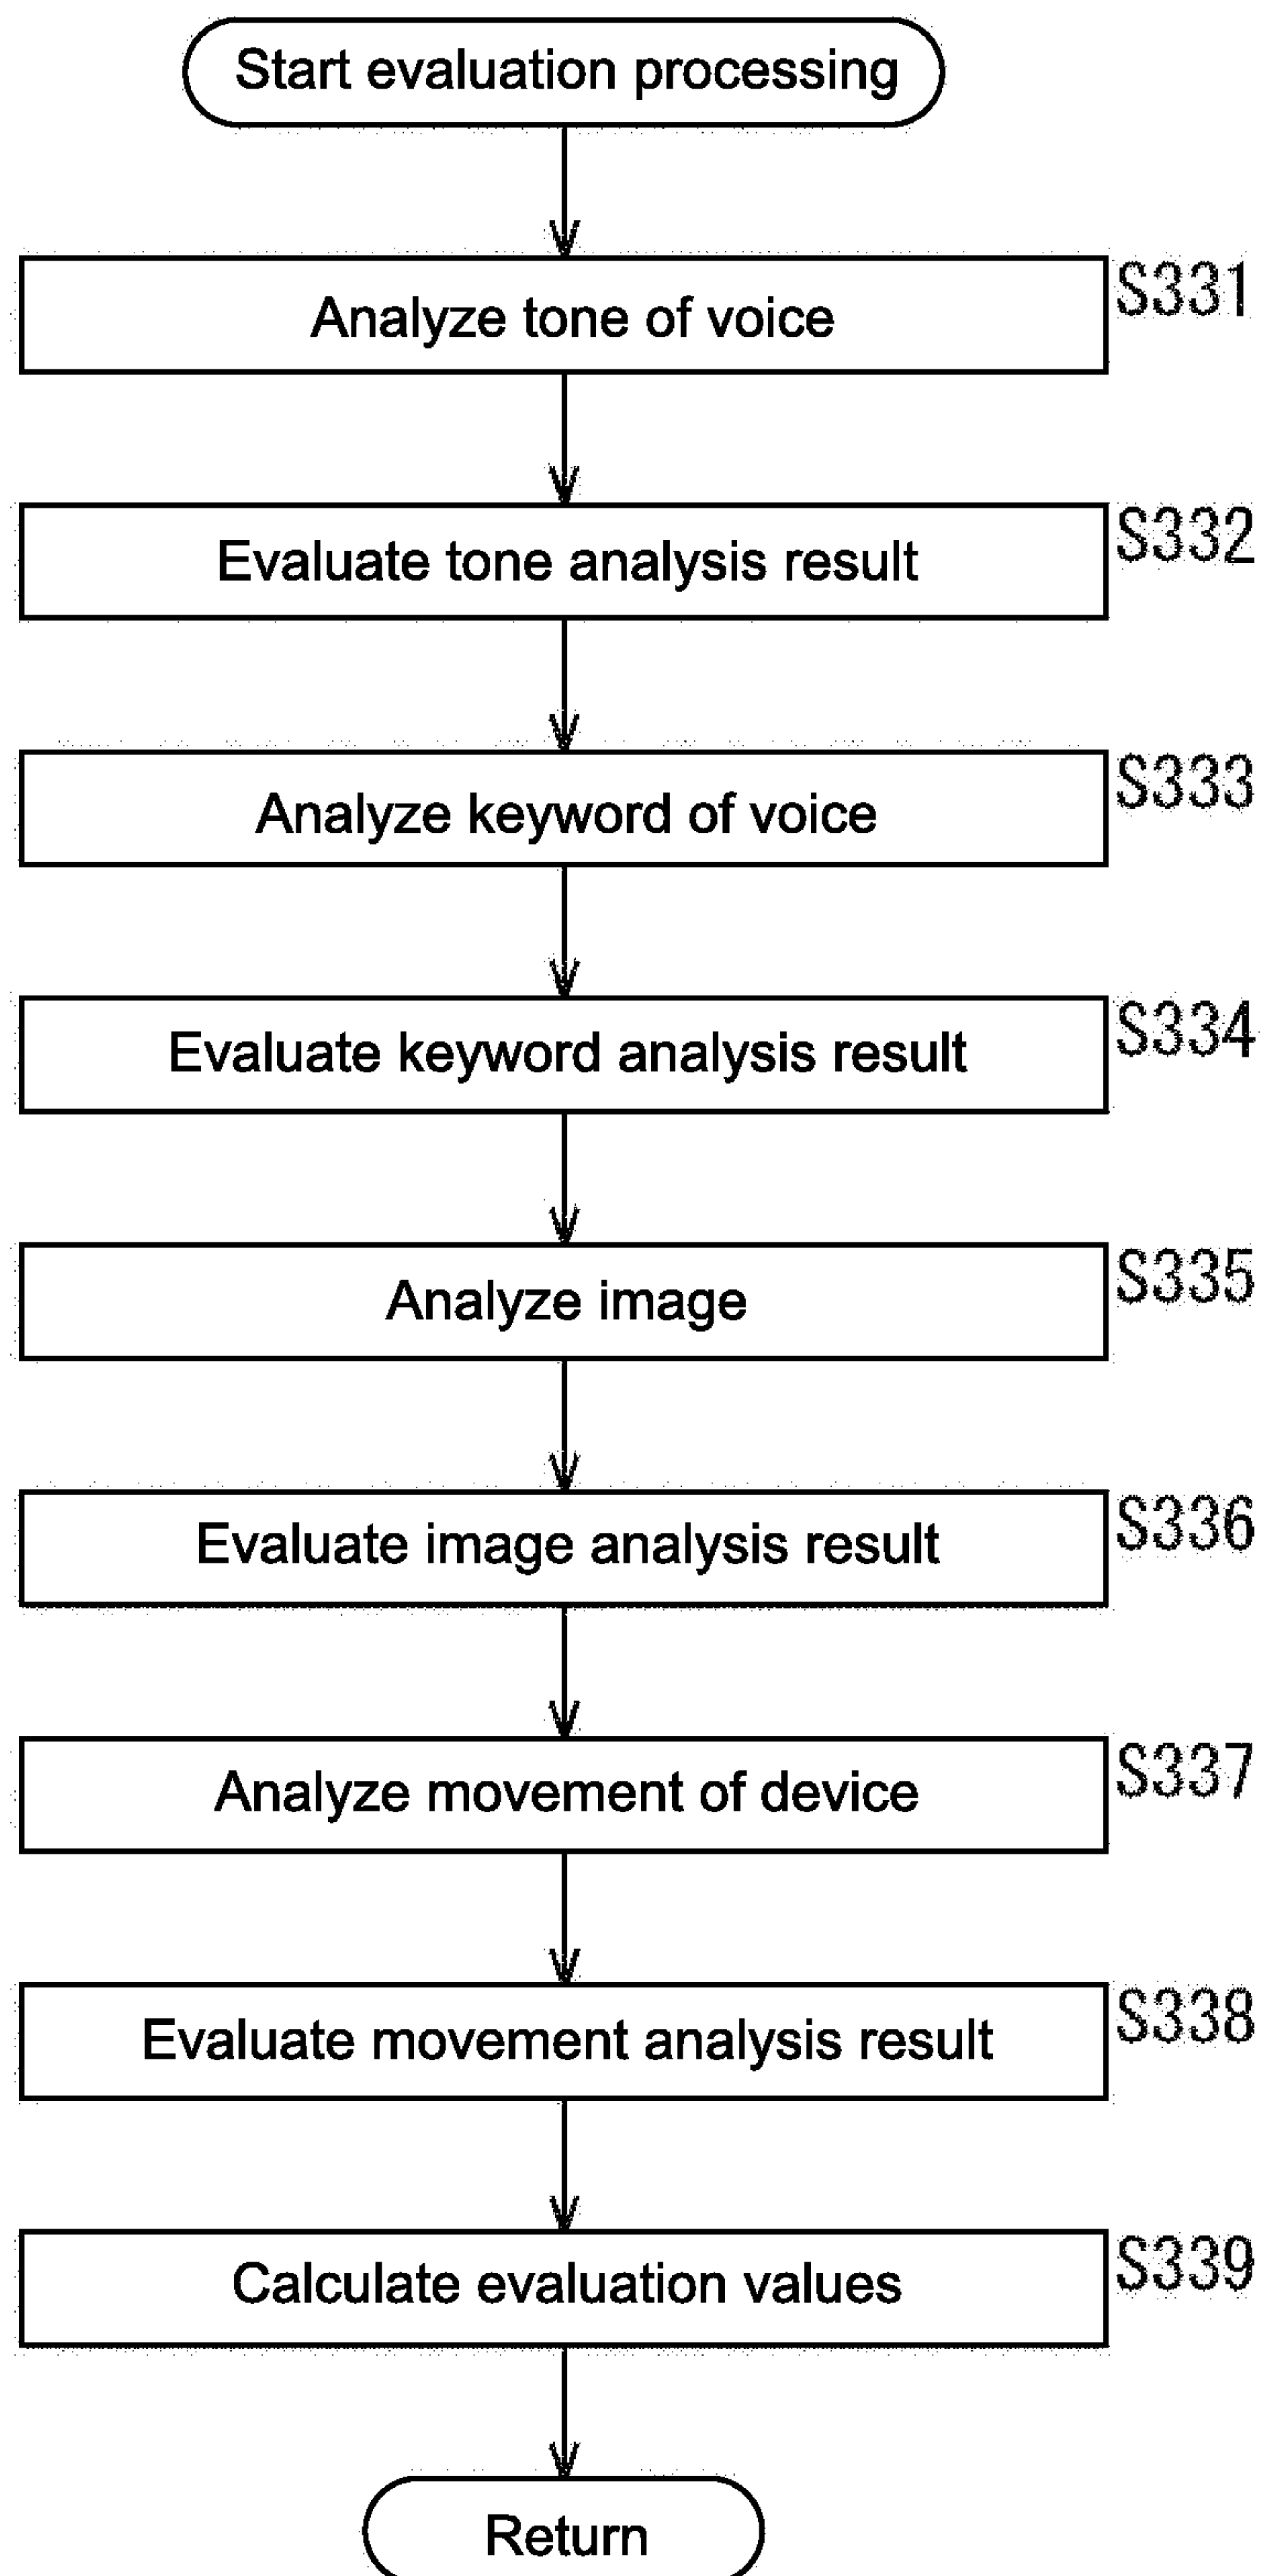 Start evaluation processing
Analyze tone of voice
S331
Evaluate tone analysis result
S332
Analyze keyword of voice
S333
Evaluate keyword analysis result
S334
Analyze image
S335
Evaluate image analysis result
S336
Analyze movement of device
S337
Evaluate movement analysis result
S338
Calculate evaluation values
S339
Return